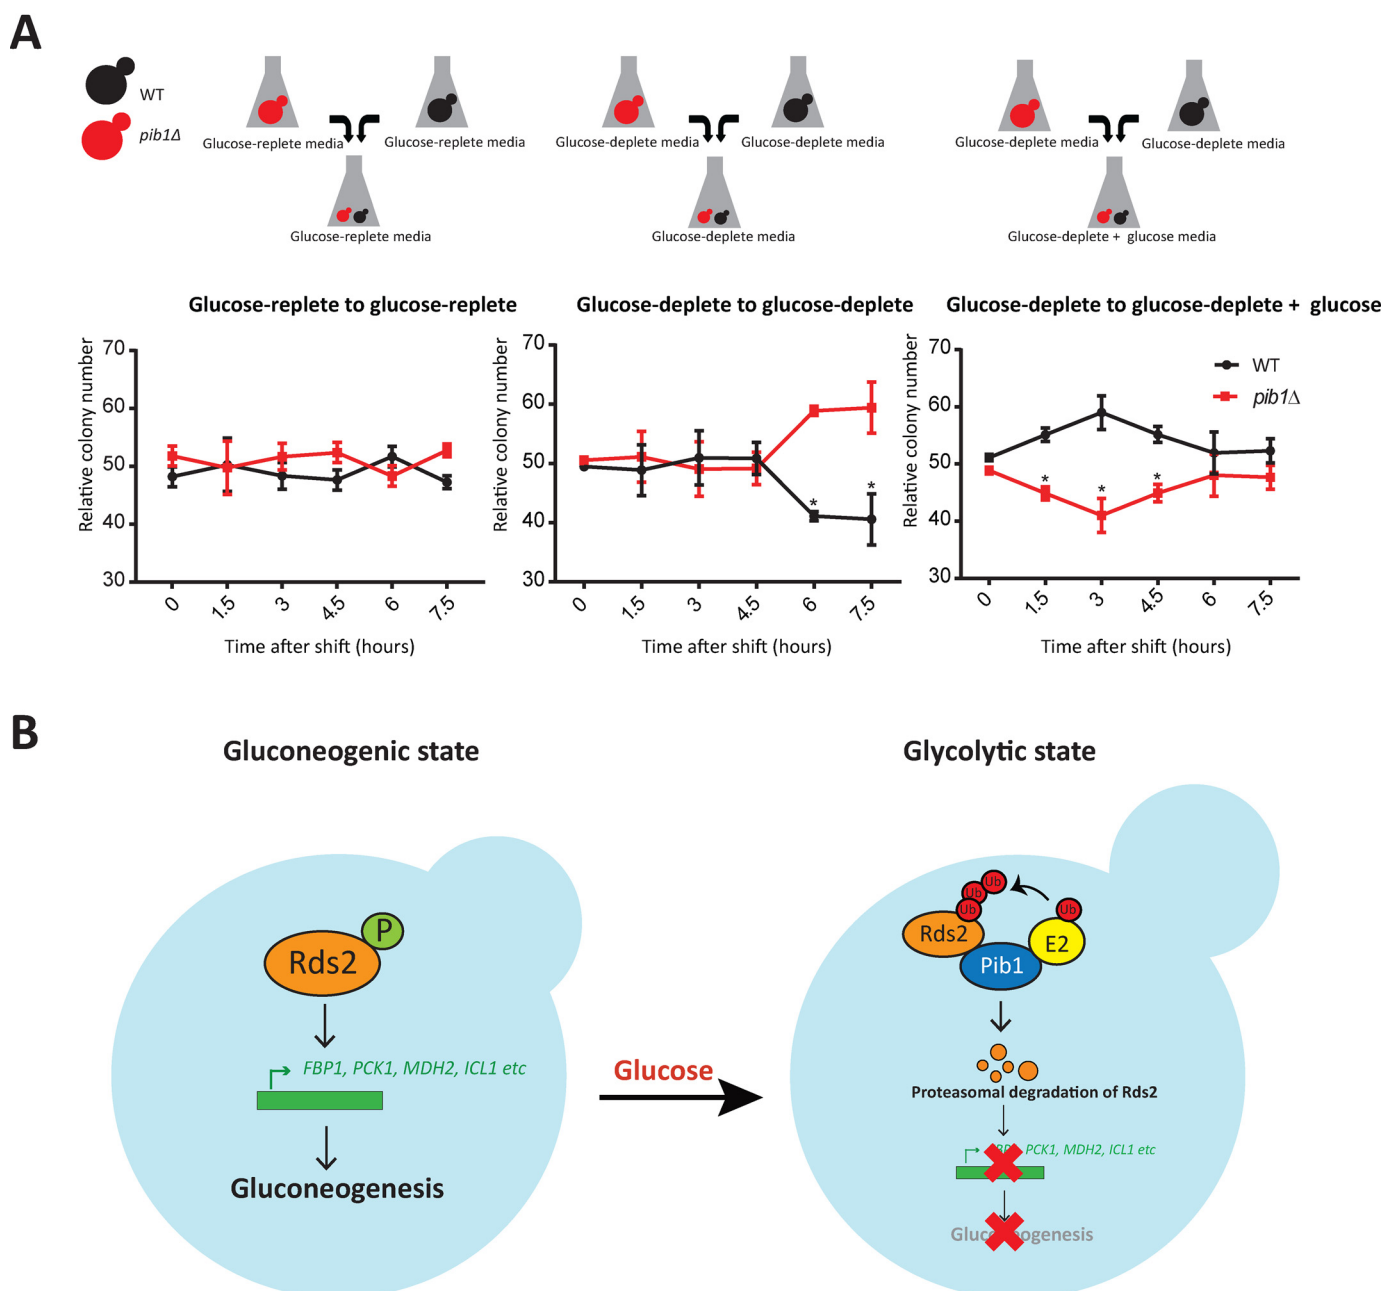 A
WT
pib1Δ
Glucose-replete media
Glucose-replete media
Glucose-replete media
Glucose-deplete media
Glucose-deplete media
Glucose-deplete media
Glucose-deplete media
Glucose-deplete media
Glucose-deplete + glucose media
Glucose-replete to glucose-replete
Relative colony number
70
60
50
40
30
0
1.5
3
4.5
6
7.5
Time after shift (hours)
Glucose-deplete to glucose-deplete
Relative colony number
70
60
50
40
30
*
*
0
1.5
3
4.5
6
7.5
Time after shift (hours)
Glucose-deplete to glucose-deplete + glucose
Relative colony number
70
60
50
40
30
WT
pib1Δ
*
*
*
0
1.5
3
4.5
6
7.5
Time after shift (hours)
B
Gluconeogenic state
P
Rds2
FBP1, PCK1, MDH2, ICL1 etc
Gluconeogenesis
Glucose
Glycolytic state
Ub
Ub
Ub
Ub
Rds2
E2
Pib1
Proteasomal degradation of Rds2
PCK1, MDH2, ICL1 etc
Gluconeogenesis